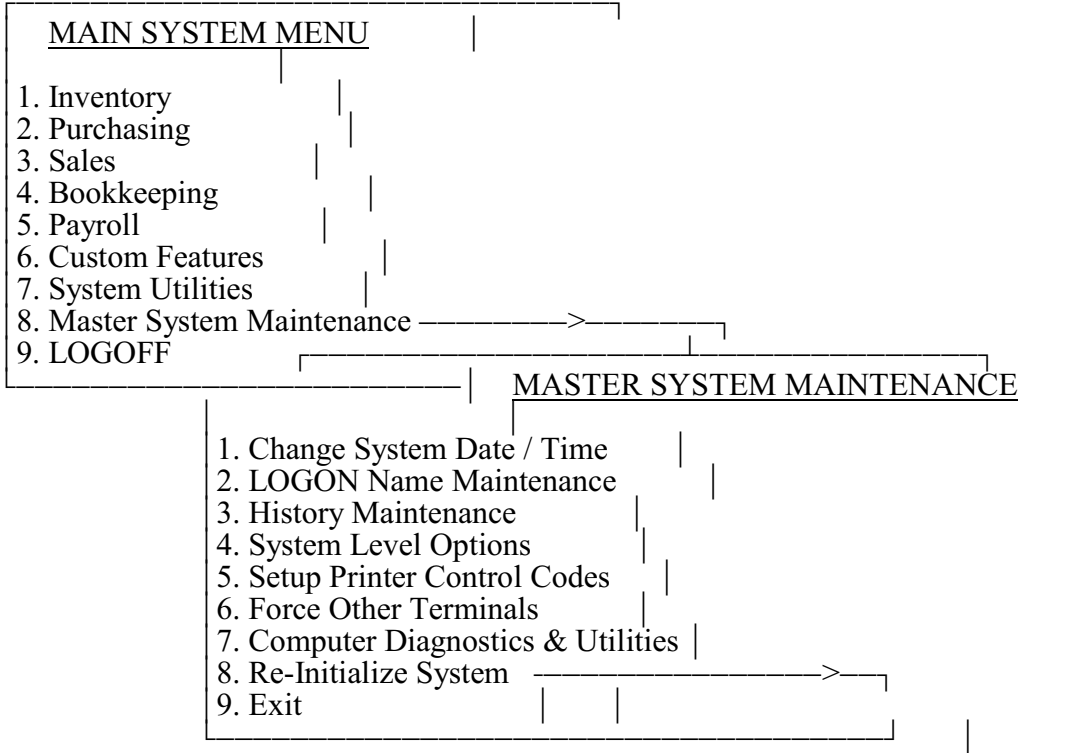 MAIN SYSTEM MENU
1. Inventory
2. Purchasing
3. Sales
4. Bookkeeping
5. Payroll
6. Custom Features
7. System Utilities
8. Master System Maintenance
9. LOGOFF
MASTER SYSTEM MAINTENANCE
1. Change System Date / Time
2. LOGON Name Maintenance
3. History Maintenance
4. System Level Options
5. Setup Printer Control Codes
6. Force Other Terminals
7. Computer Diagnostics & Utilities
8. Re-Initialize System
9. Exit